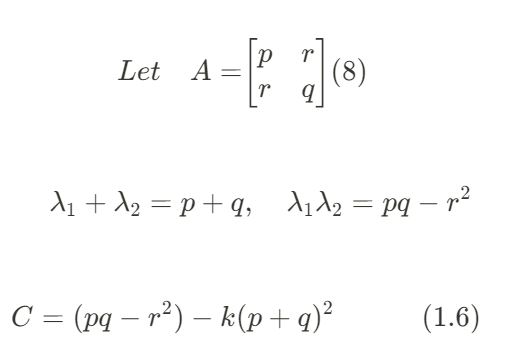 Let A = [p r; r q] (8)
λ₁ + λ₂ = p + q, λ₁λ₂ = pq − r²
C = (pq − r²) − k(p + q)² (1.6)